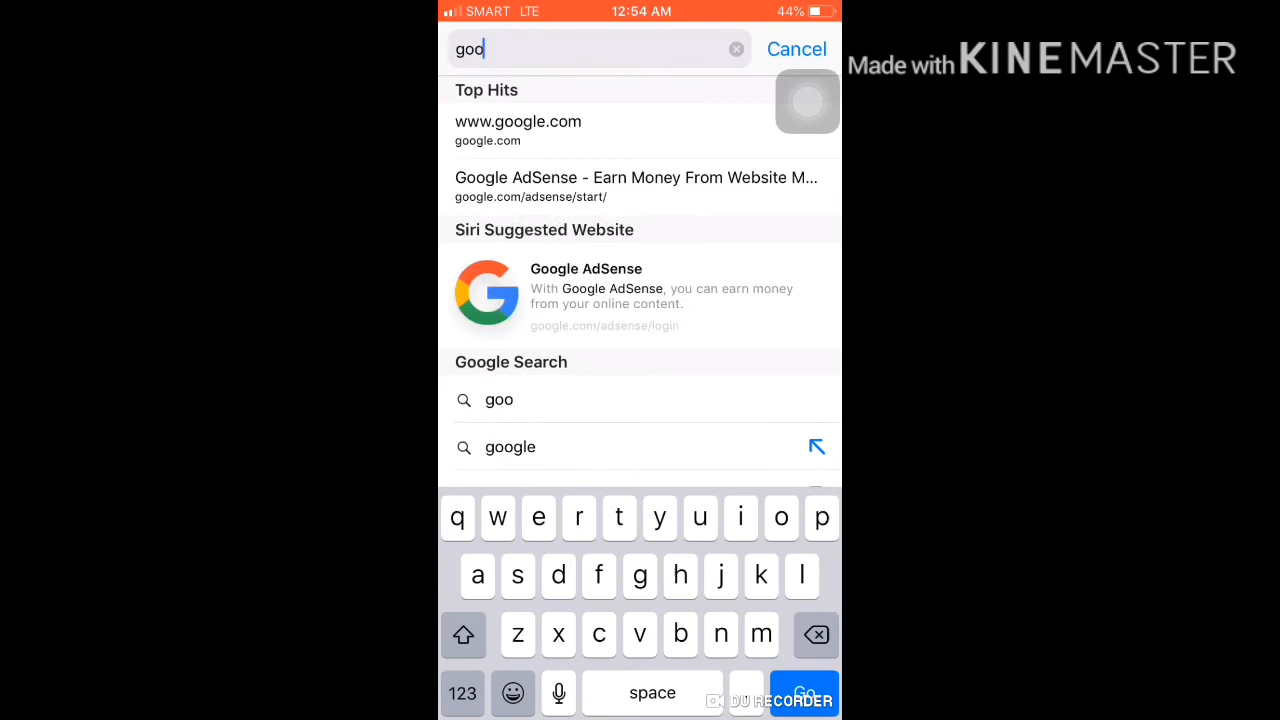 SMART LTE 12:54 AM 44%
goo Cancel
Made with KINEMASTER
Top Hits
www.google.com
google.com
Google AdSense - Earn Money From Website M...
google.com/adsense/start/
Siri Suggested Website
Google AdSense
With Google AdSense, you can earn money
from your online content.
google.com/adsense/login
Google Search
goo
google
q w e r t y u i o p
a s d f g h j k l
z x c v b n m
123 space . Go
DU RECORDER